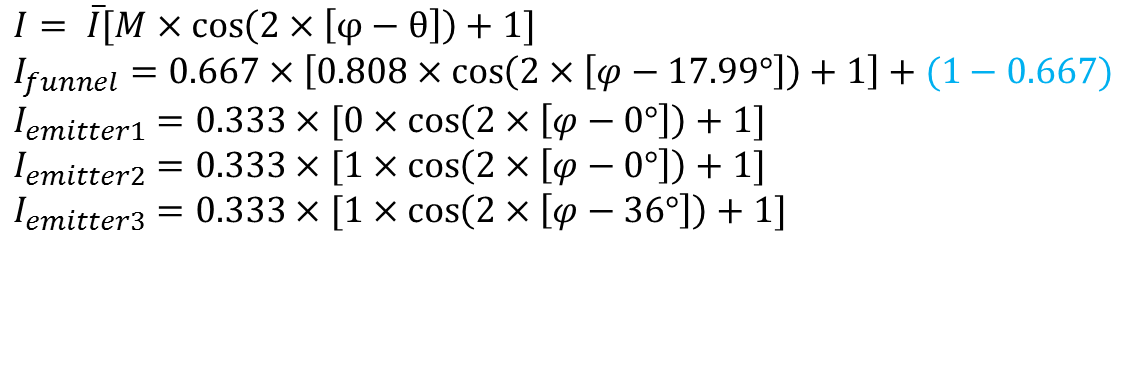 I = Ī[M × cos(2 × [φ − θ]) + 1]
I_funnel = 0.667 × [0.808 × cos(2 × [φ − 17.99°]) + 1] + (1 − 0.667)
I_emitter1 = 0.333 × [0 × cos(2 × [φ − 0°]) + 1]
I_emitter2 = 0.333 × [1 × cos(2 × [φ − 0°]) + 1]
I_emitter3 = 0.333 × [1 × cos(2 × [φ − 36°]) + 1]